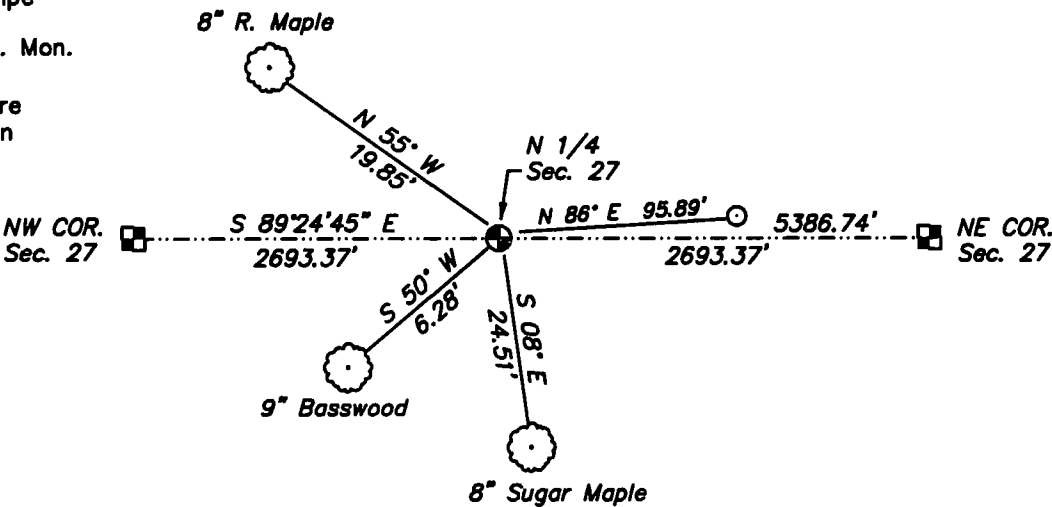 8" R. Maple
. Mon.
N 55° W
19.85'
N 1/4
Sec. 27
N 86° E 95.89'
NW COR.
Sec. 27
S 89°24'45" E
2693.37'
5386.74'
2693.37'
NE COR.
Sec. 27
S 50° W
6.28'
S 08° E
24.51'
9" Basswood
8" Sugar Maple